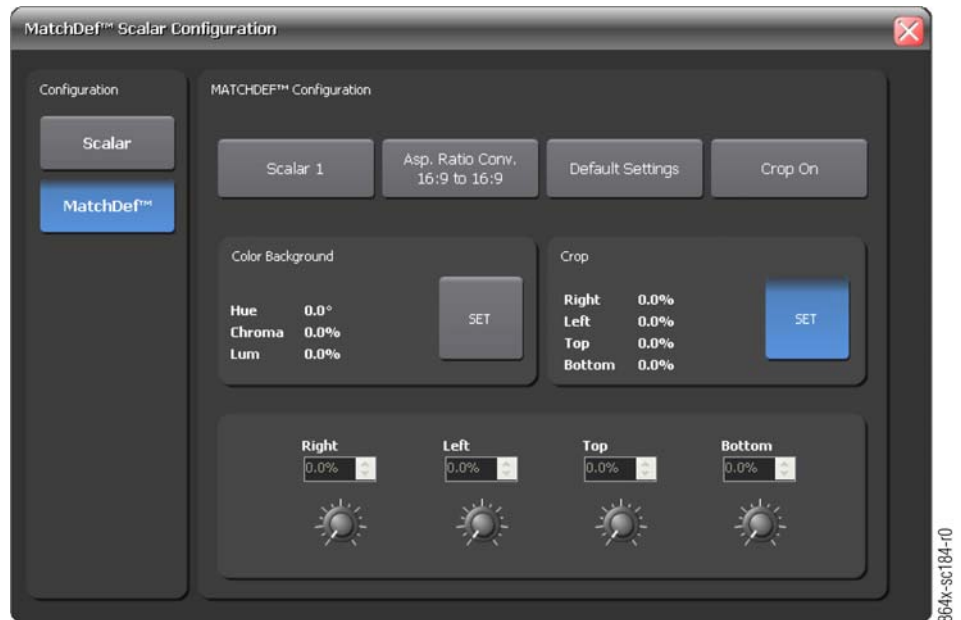 MatchDef™ Scalar Configuration
Configuration
Scalar
MatchDef™
MATCHDEF™ Configuration
Scalar 1
Asp. Ratio Conv.
16:9 to 16:9
Default Settings
Crop On
Color Background
Hue 0.0°
Chroma 0.0%
Lum 0.0%
SET
Crop
Right 0.0%
Left 0.0%
Top 0.0%
Bottom 0.0%
SET
Right
0.0%
Left
0.0%
Top
0.0%
Bottom
0.0%
864x-sc184-r0